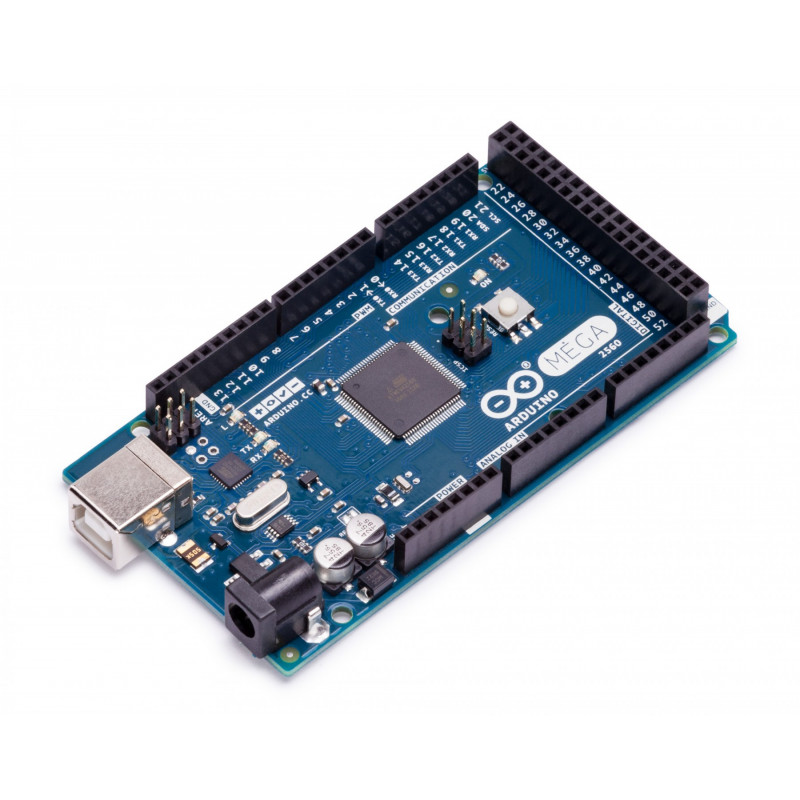 22
24
26
28
30
32
34
36
38
40
42
44
46
48
50
52
DIGITAL
SCL 21
SDA 20
RX1 19
TX1 18
RX2 17
TX2 16
RX3 15
TX3 14
COMMUNICATION
RX0←0
TX0→1
2
3
4
5
6
7
PWM
8
9
10
11
12
13
GND
AREF
ON
ICSP
MEGA
2560
ARDUINO
ARDUINO.CC
TX
RX
ANALOG IN
POWER